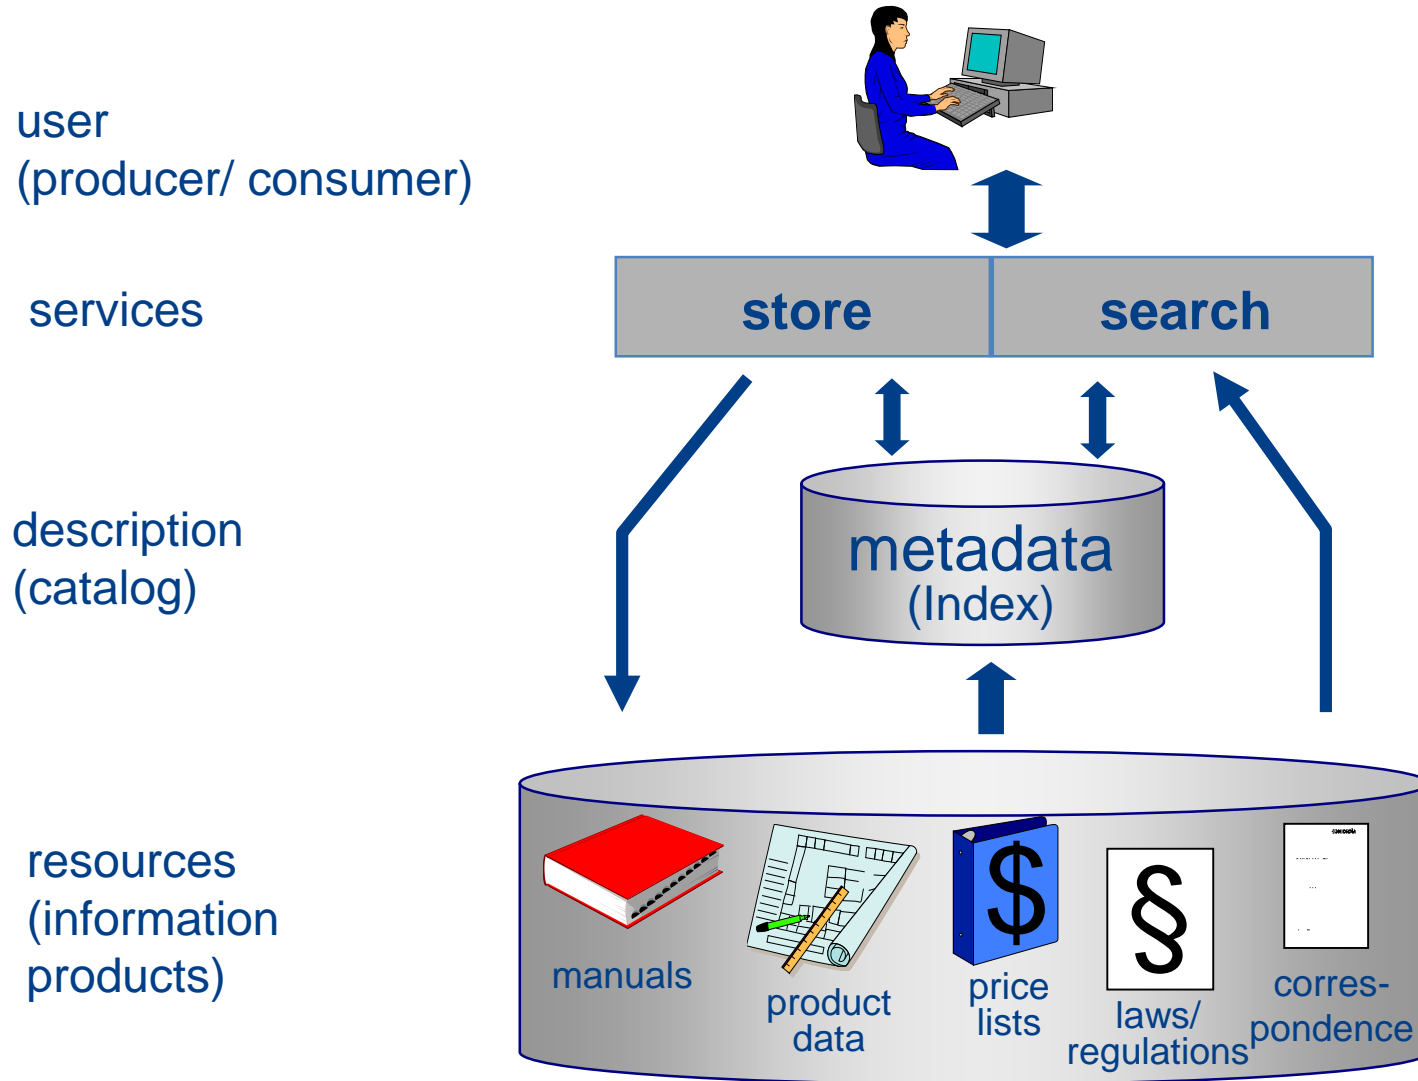 user
(producer/ consumer)
services
store
search
description
(catalog)
metadata
(Index)
resources
(information
products)
manuals
product
data
$
price
lists
§
laws/
regulations
corres-
pondence